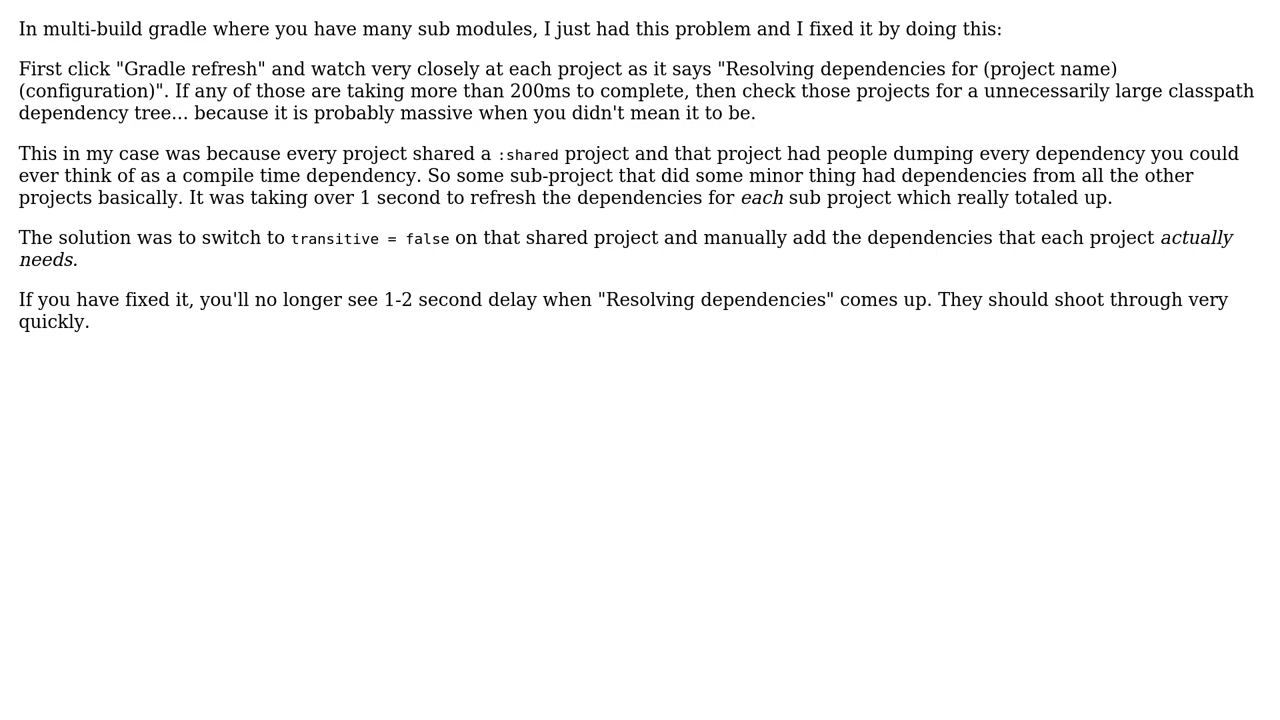 In multi-build gradle where you have many sub modules, I just had this problem and I fixed it by doing this:
First click "Gradle refresh" and watch very closely at each project as it says "Resolving dependencies for (project name)
(configuration)". If any of those are taking more than 200ms to complete, then check those projects for a unnecessarily large classpath
dependency tree... because it is probably massive when you didn't mean it to be.
This in my case was because every project shared a :shared project and that project had people dumping every dependency you could
ever think of as a compile time dependency. So some sub-project that did some minor thing had dependencies from all the other
projects basically. It was taking over 1 second to refresh the dependencies for each sub project which really totaled up.
The solution was to switch to transitive = false on that shared project and manually add the dependencies that each project actually
needs.
If you have fixed it, you'll no longer see 1-2 second delay when "Resolving dependencies" comes up. They should shoot through very
quickly.